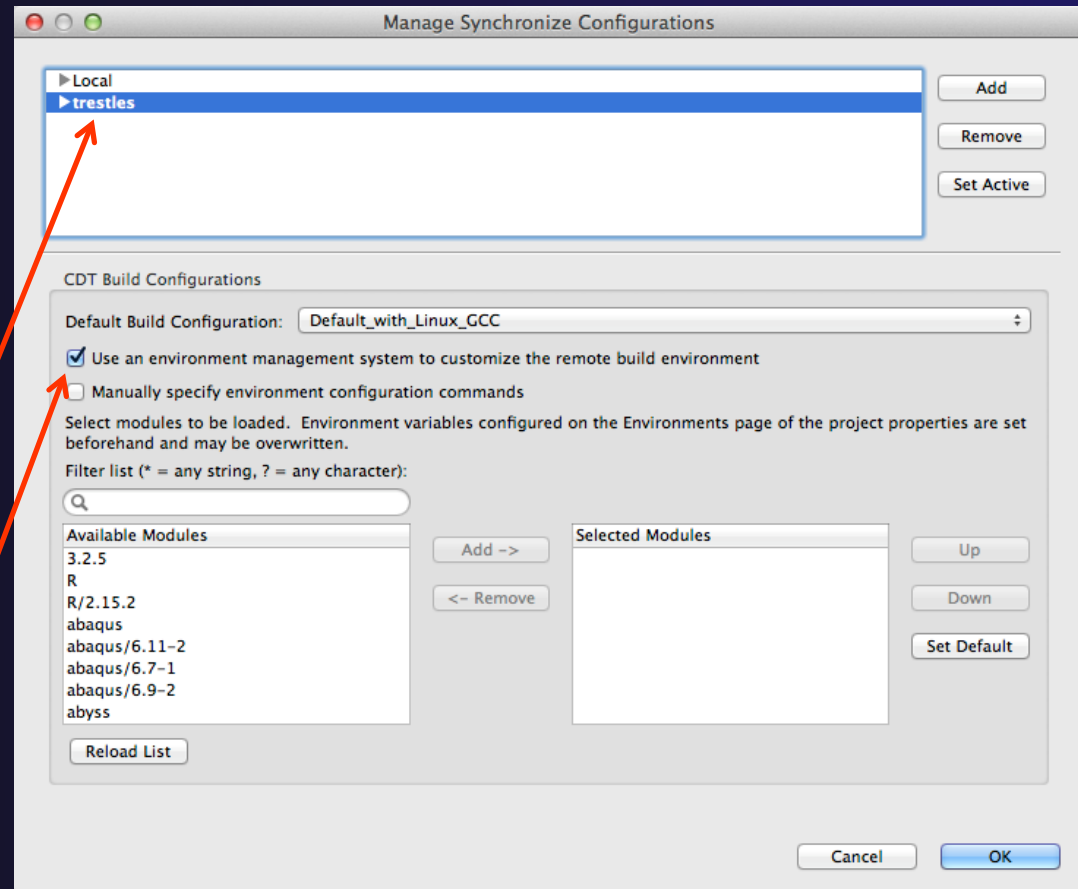 Manage Synchronize Configurations
Local
trestles
Add
Remove
Set Active
CDT Build Configurations
Default Build Configuration: Default_with_Linux_GCC
Use an environment management system to customize the remote build environment
Manually specify environment configuration commands
Select modules to be loaded. Environment variables configured on the Environments page of the project properties are set
beforehand and may be overwritten.
Filter list (* = any string, ? = any character):
Available Modules
3.2.5
R
R/2.15.2
abaqus
abaqus/6.11-2
abaqus/6.7-1
abaqus/6.9-2
abyss
Add ->
<- Remove
Selected Modules
Up
Down
Set Default
Reload List
Cancel
OK